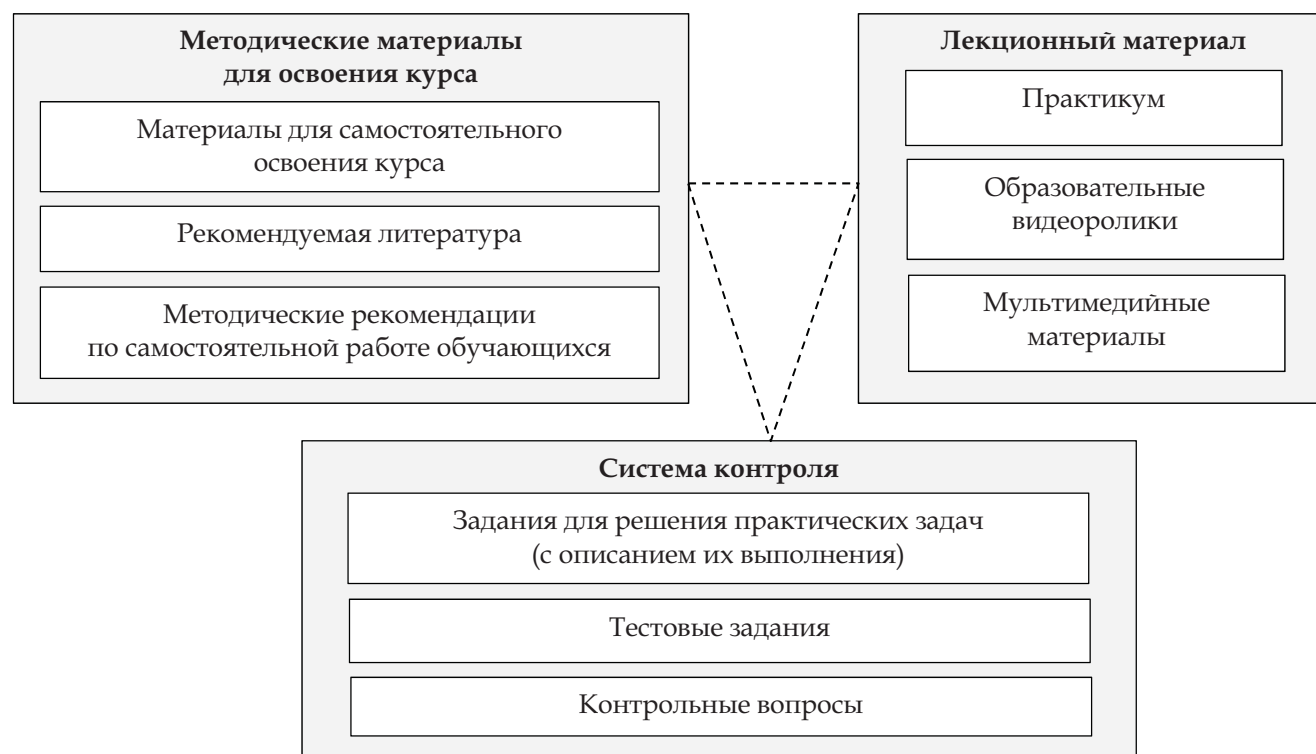 Методические материалы
для освоения курса
Материалы для самостоятельного
освоения курса
Рекомендуемая литература
Методические рекомендации
по самостоятельной работе обучающихся
Лекционный материал
Практикум
Образовательные
видеоролики
Мультимедийные
материалы
Система контроля
Задания для решения практических задач
(с описанием их выполнения)
Тестовые задания
Контрольные вопросы